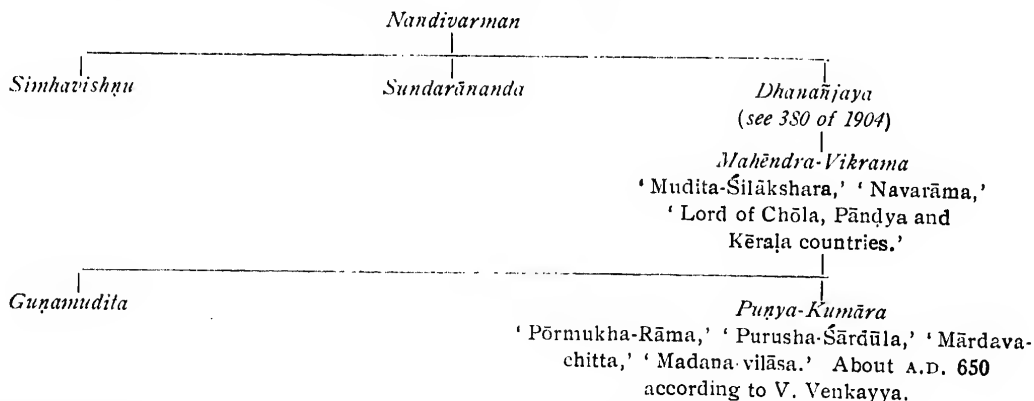 Nandivarman
Simhavishṇu Sundarānanda Dhanañjaya
(see 380 of 1904)
Mahēndra-Vikrama
‘ Mudita-Śilākshara,’ ‘ Navarāma,’
‘ Lord of Chōla, Pāṇḍya and
Kēraḷa countries.’
Guṇamudita Puṇya-Kumāra
‘ Pōrmukha-Rāma,’ ‘ Purusha-Śārdūla,’ ‘ Mārdava-
chitta,’ ‘ Madana-vilāsa.’ About A.D. 650
according to V. Venkayya.